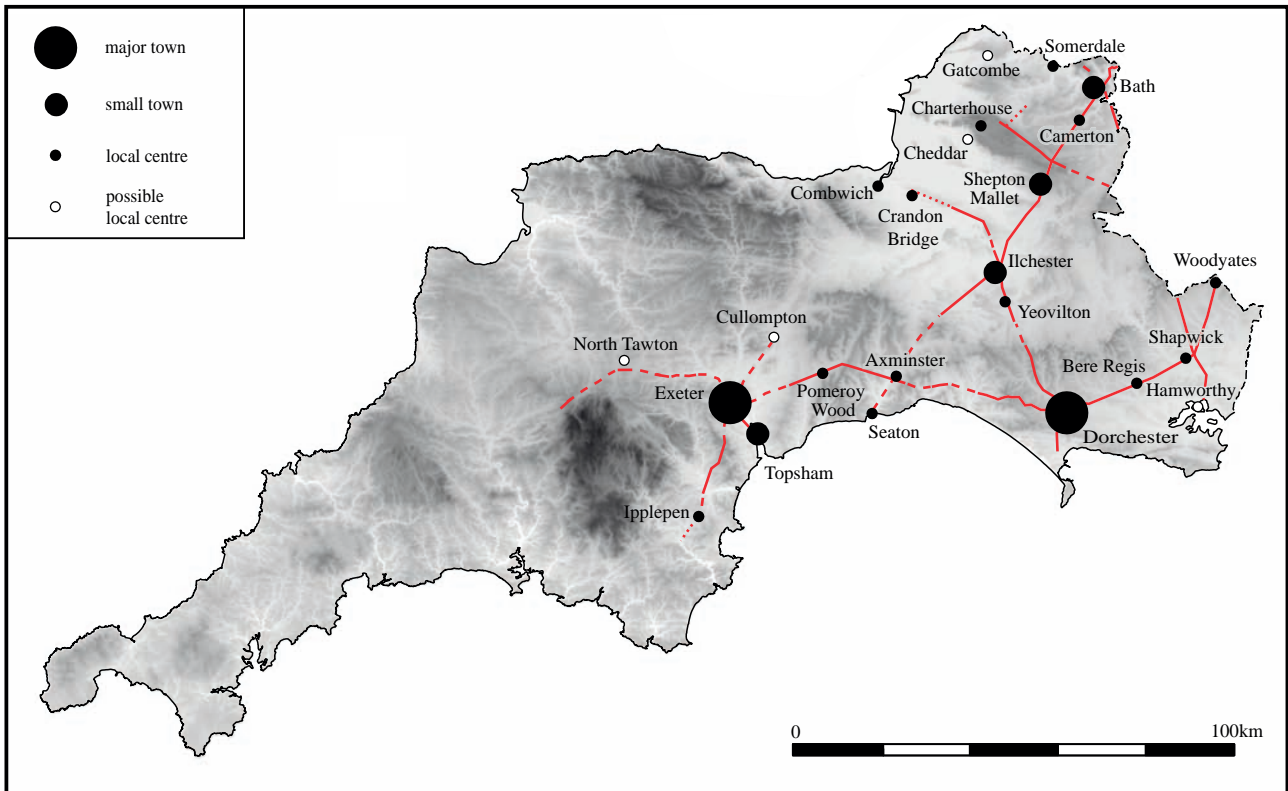 major town
small town
local centre
possible
local centre
Somerdale
Gatcombe
Bath
Charterhouse
Camerton
Cheddar
Combwich
Shepton
Mallet
Crandon
Bridge
Ilchester
Woodyates
Yeovilton
Cullompton
North Tawton
Shapwick
Axminster
Bere Regis
Exeter
Pomeroy
Wood
Hamworthy
Seaton
Dorchester
Topsham
Ipplepen
0
100km